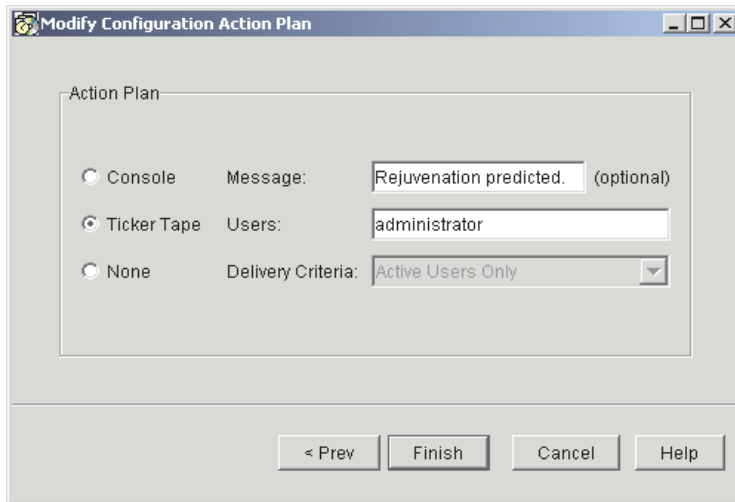 Modify Configuration Action Plan
Action Plan
Console Message: Rejuvenation predicted. (optional)
Ticker Tape Users: administrator
None Delivery Criteria: Active Users Only
< Prev Finish Cancel Help